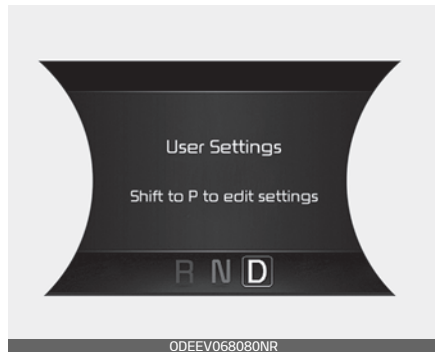 User Settings
Shift to P to edit settings
R N D
ODEEV068080NR